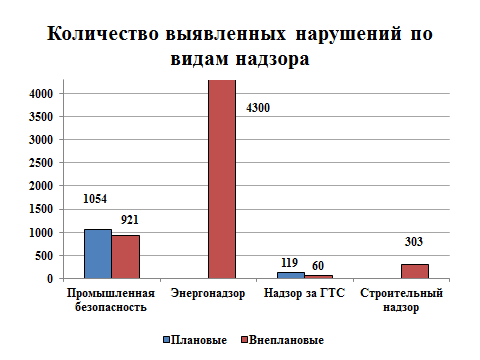 Количество выявленных нарушений по
видам надзора
4000
3500
3000
2500
2000
1500
1000
500
0
1054
921
4300
119
60
303
Промышленная
безопасность
Энергонадзор
Надзор за ГТС
Строительный
надзор
Плановые
Внеплановые